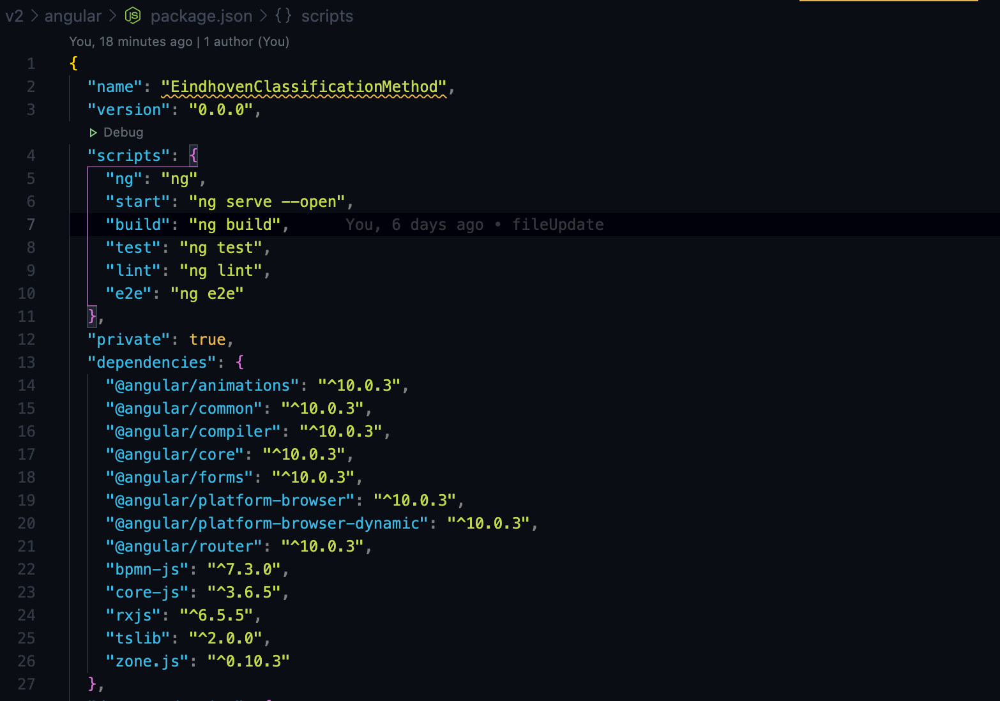 v2 > angular > package.json > {} scripts
You, 18 minutes ago | 1 author (You)
1 {
2 "name": "EindhovenClassificationMethod",
3 "version": "0.0.0",
Debug
4 "scripts": {
5 "ng": "ng",
6 "start": "ng serve --open",
7 "build": "ng build", You, 6 days ago • fileUpdate
8 "test": "ng test",
9 "lint": "ng lint",
10 "e2e": "ng e2e"
11 },
12 "private": true,
13 "dependencies": {
14 "@angular/animations": "^10.0.3",
15 "@angular/common": "^10.0.3",
16 "@angular/compiler": "^10.0.3",
17 "@angular/core": "^10.0.3",
18 "@angular/forms": "^10.0.3",
19 "@angular/platform-browser": "^10.0.3",
20 "@angular/platform-browser-dynamic": "^10.0.3",
21 "@angular/router": "^10.0.3",
22 "bpmn-js": "^7.3.0",
23 "core-js": "^3.6.5",
24 "rxjs": "^6.5.5",
25 "tslib": "^2.0.0",
26 "zone.js": "^0.10.3"
27 },